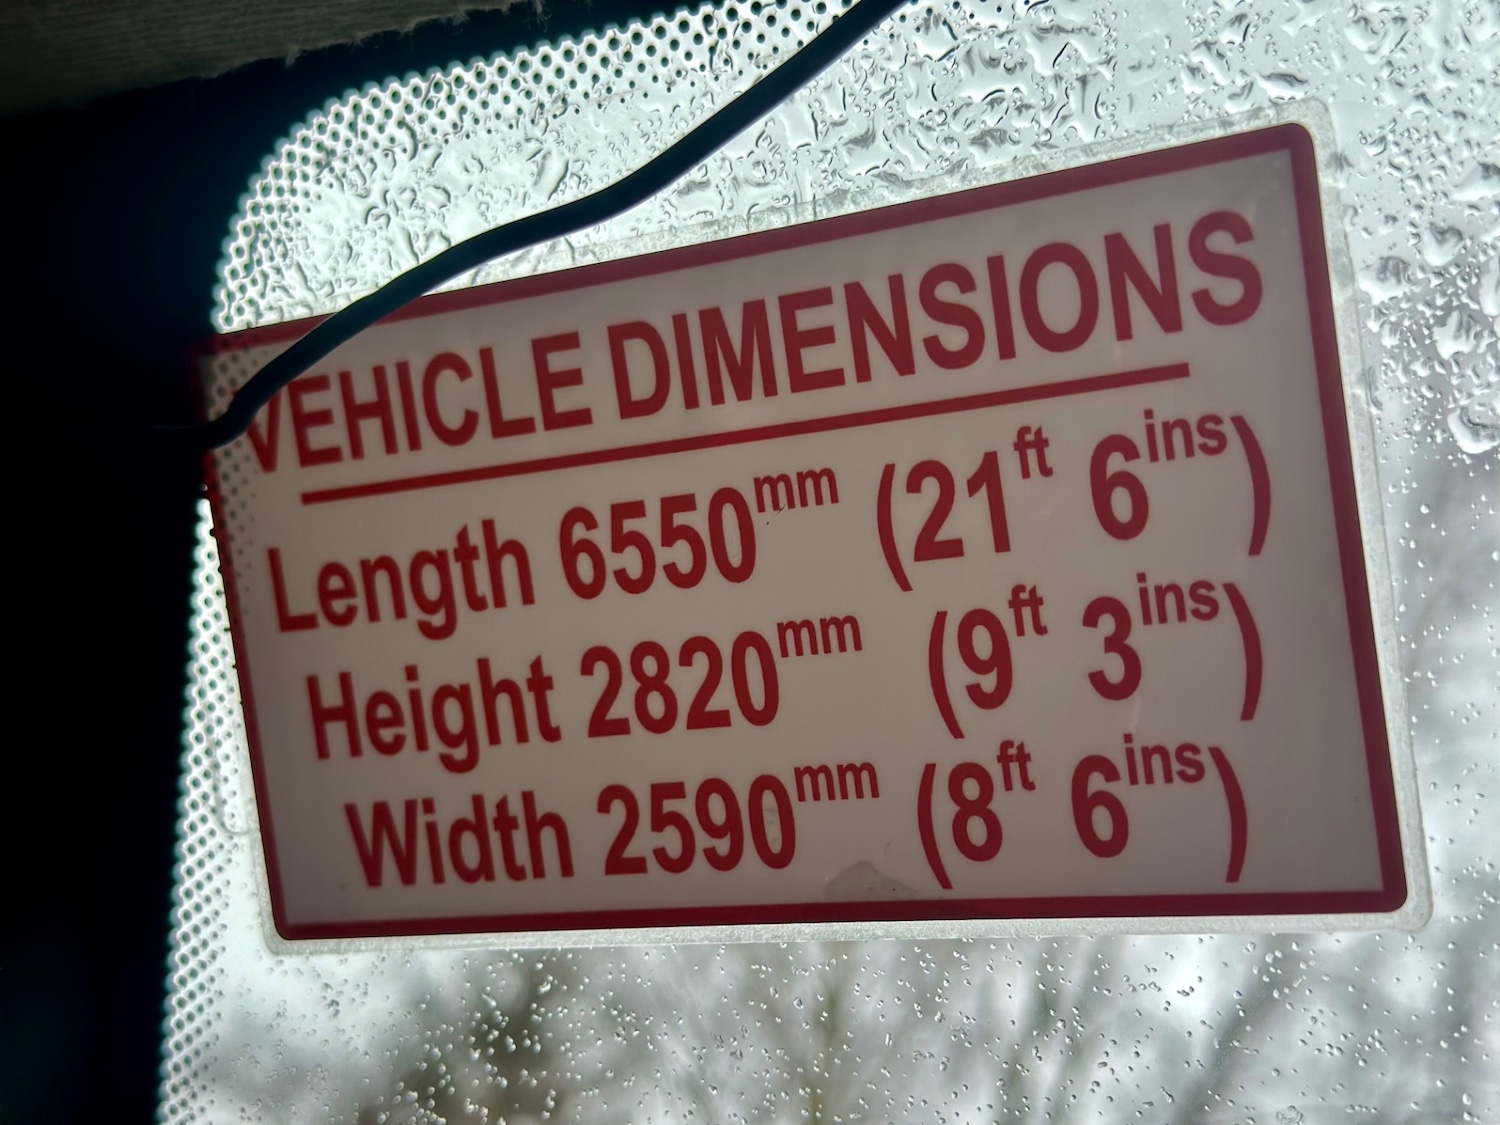 VEHICLE DIMENSIONS
Length 6550mm (21ft 6ins)
Height 2820mm (9ft 3ins)
Width 2590mm (8ft 6ins)